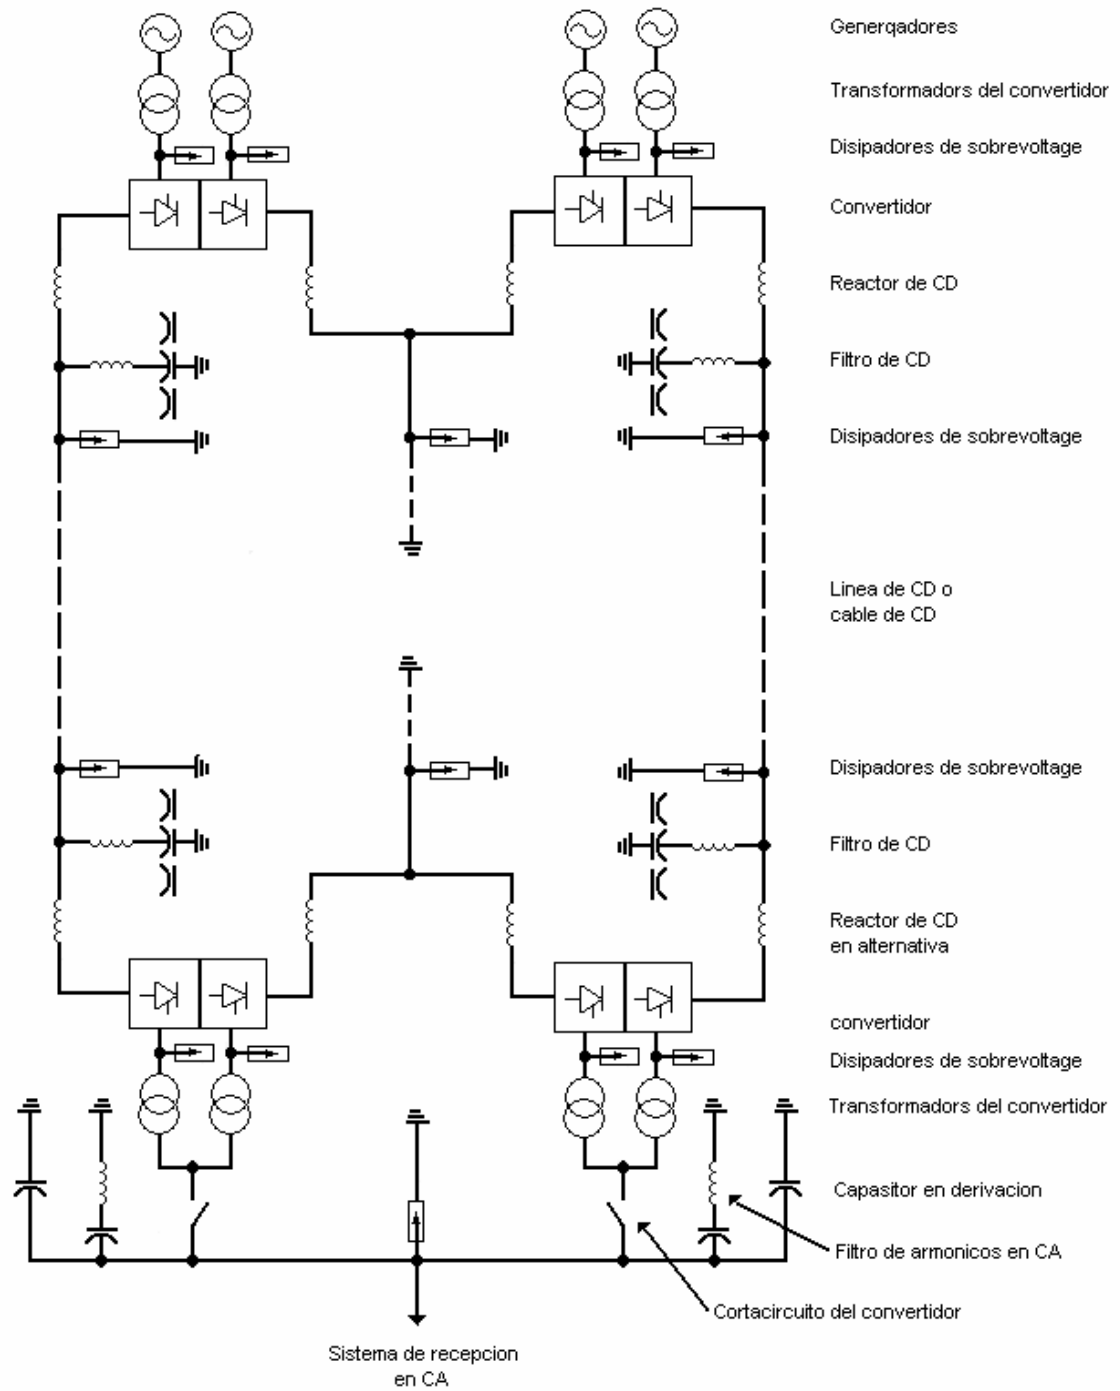 Generqadores
Transformadors del convertidor
Disipadores de sobrevoltage
Convertidor
Reactor de CD
Filtro de CD
Disipadores de sobrevoltage
Linea de CD o
cable de CD
Disipadores de sobrevoltage
Filtro de CD
Reactor de CD
en alternativa
convertidor
Disipadores de sobrevoltage
Transformadors del convertidor
Capasitor en derivacion
Filtro de armonicos en CA
Cortacircuito del convertidor
Sistema de recepcion
en CA